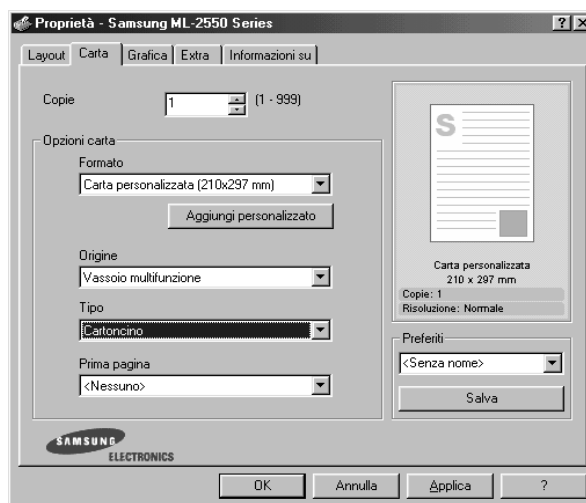 Proprietà - Samsung ML-2550 Series
Layout Carta Grafica Extra Informazioni su
Copie 1 (1 - 999)
Opzioni carta
Formato
Carta personalizzata (210x297 mm)
Aggiungi personalizzato
Origine
Vassoio multifunzione
Tipo
Cartoncino
Prima pagina
<Nessuno>
S
Carta personalizzata
210 x 297 mm
Copie: 1
Risoluzione: Normale
Preferiti
<Senza nome>
Salva
SAMSUNG
ELECTRONICS
OK Annulla Applica ?